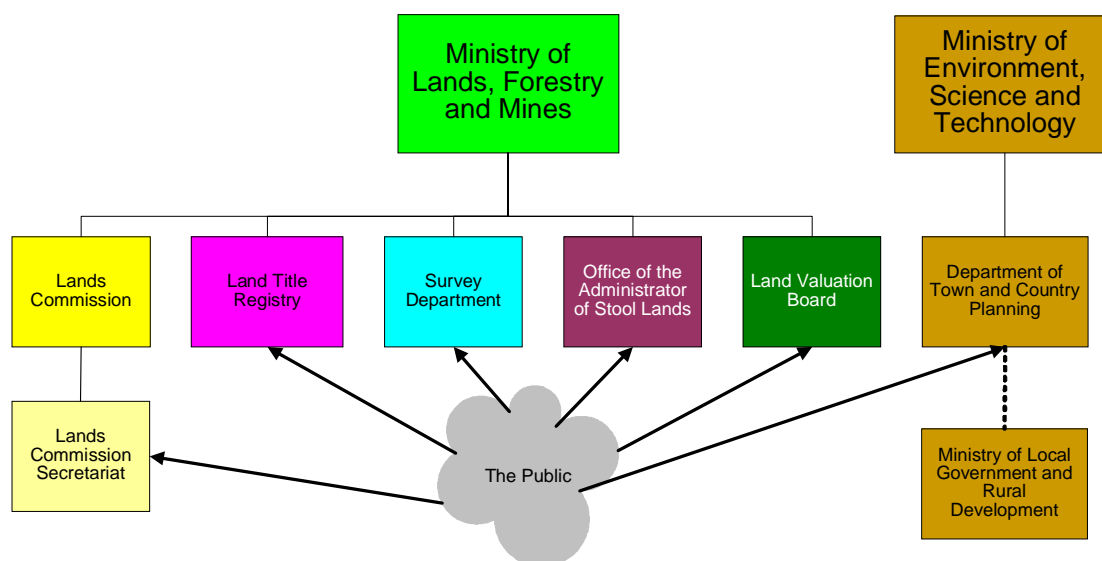 Ministry of
Lands, Forestry
and Mines
Ministry of
Environment,
Science and
Technology
Lands
Commission
Land Title
Registry
Survey
Department
Office of the
Administrator
of Stool Lands
Land Valuation
Board
Department of
Town and Country
Planning
Lands
Commission
Secretariat
The Public
Ministry of Local
Government and
Rural
Development